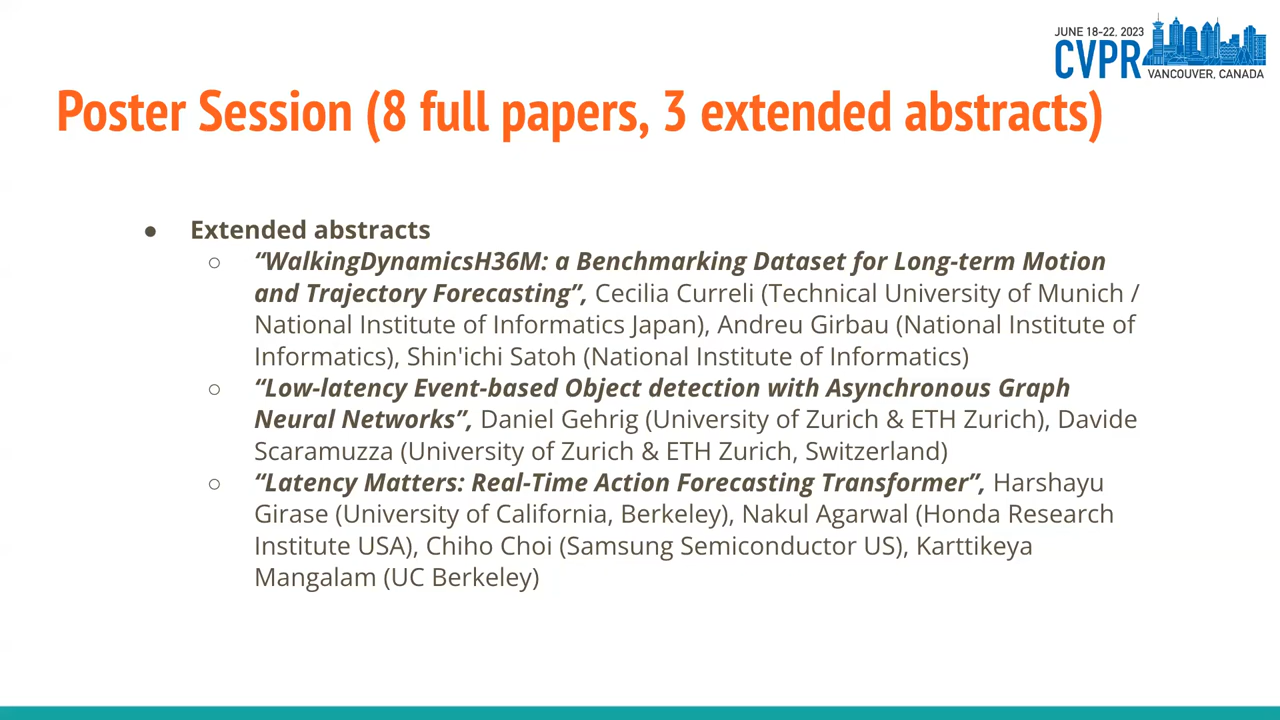 JUNE 18-22, 2023
CVPR
VANCOUVER, CANADA
Poster Session (8 full papers, 3 extended abstracts)
● Extended abstracts
○ “WalkingDynamicsH36M: a Benchmarking Dataset for Long-term Motion
and Trajectory Forecasting”, Cecilia Curreli (Technical University of Munich /
National Institute of Informatics Japan), Andreu Girbau (National Institute of
Informatics), Shin'ichi Satoh (National Institute of Informatics)
○ “Low-latency Event-based Object detection with Asynchronous Graph
Neural Networks”, Daniel Gehrig (University of Zurich & ETH Zurich), Davide
Scaramuzza (University of Zurich & ETH Zurich, Switzerland)
○ “Latency Matters: Real-Time Action Forecasting Transformer”, Harshayu
Girase (University of California, Berkeley), Nakul Agarwal (Honda Research
Institute USA), Chiho Choi (Samsung Semiconductor US), Karttikeya
Mangalam (UC Berkeley)